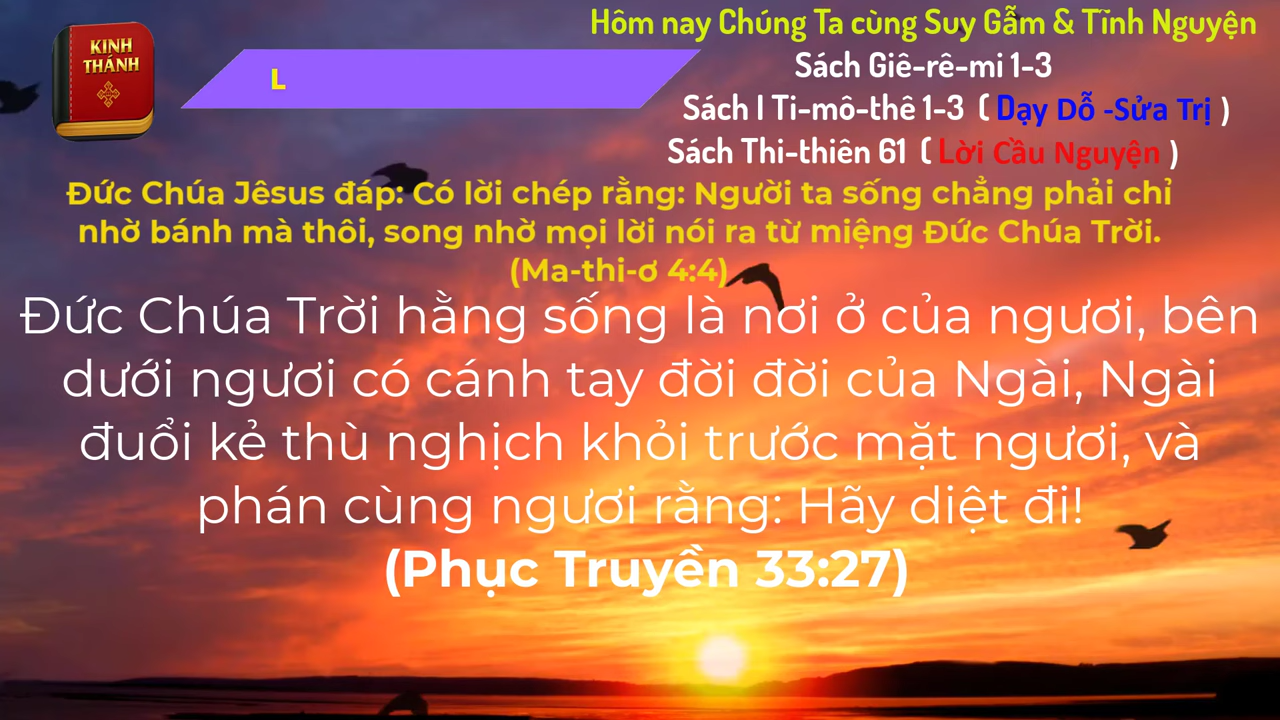 KINH
THÁNH
L
Hôm nay Chúng Ta cùng Suy Gẫm & Tĩnh Nguyện
Sách Giê-rê-mi 1-3
Sách I Ti-mô-thê 1-3 ( Dạy Dỗ -Sửa Trị )
Sách Thi-thiên 61 ( Lời Cầu Nguyện )
Đức Chúa Jêsus đáp: Có lời chép rằng: Người ta sống chẳng phải chỉ
nhờ bánh mà thôi, song nhờ mọi lời nói ra từ miệng Đức Chúa Trời.
(Ma-thi-ơ 4:4)
Đức Chúa Trời hằng sống là nơi ở của ngươi, bên
dưới ngươi có cánh tay đời đời của Ngài, Ngài
đuổi kẻ thù nghịch khỏi trước mặt ngươi, và
phán cùng ngươi rằng: Hãy diệt đi!
(Phục Truyền 33:27)